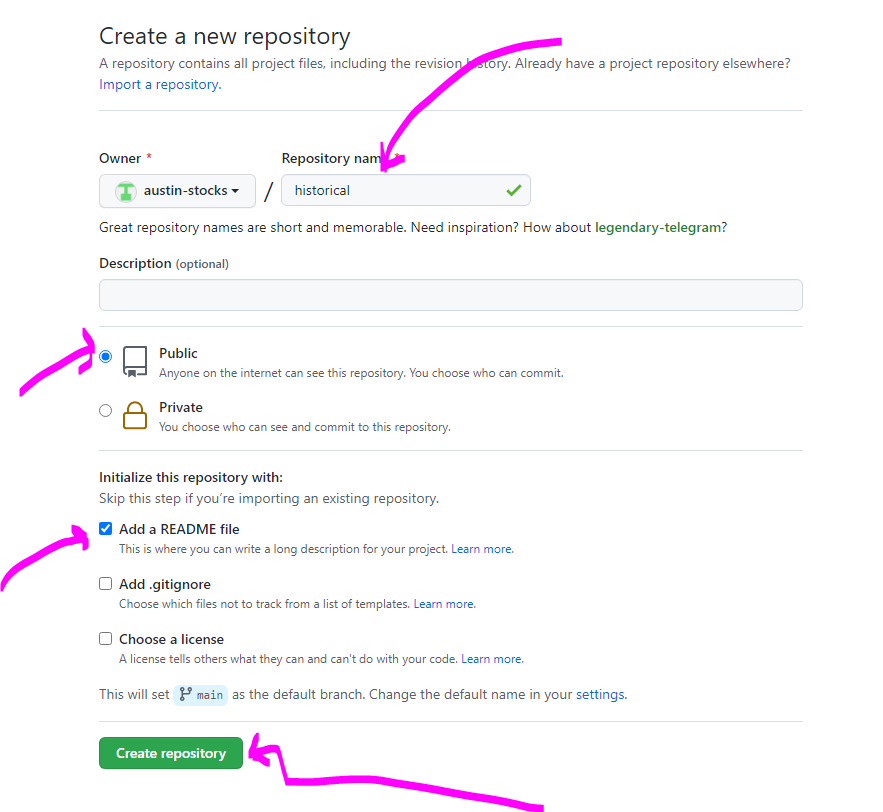 Create a new repository
A repository contains all project files, including the revision history. Already have a project repository elsewhere?
Import a repository.
Owner * Repository name *
austin-stocks / historical
Great repository names are short and memorable. Need inspiration? How about legendary-telegram?
Description (optional)
Public
Anyone on the internet can see this repository. You choose who can commit.
Private
You choose who can see and commit to this repository.
Initialize this repository with:
Skip this step if you’re importing an existing repository.
Add a README file
This is where you can write a long description for your project. Learn more.
Add .gitignore
Choose which files not to track from a list of templates. Learn more.
Choose a license
A license tells others what they can and can't do with your code. Learn more.
This will set main as the default branch. Change the default name in your settings.
Create repository